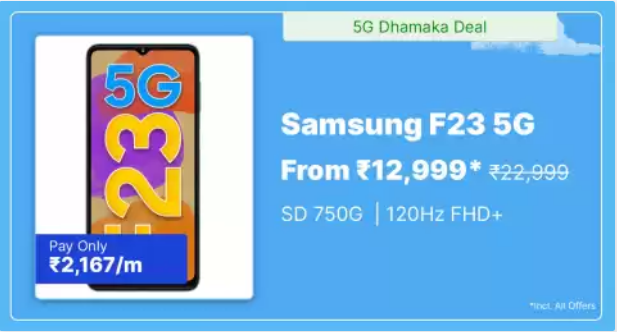 5G Dhamaka Deal
5G
F23
Samsung F23 5G
From ₹12,999* ₹22,999
SD 750G | 120Hz FHD+
Pay Only
₹2,167/m
*Incl. All Offers